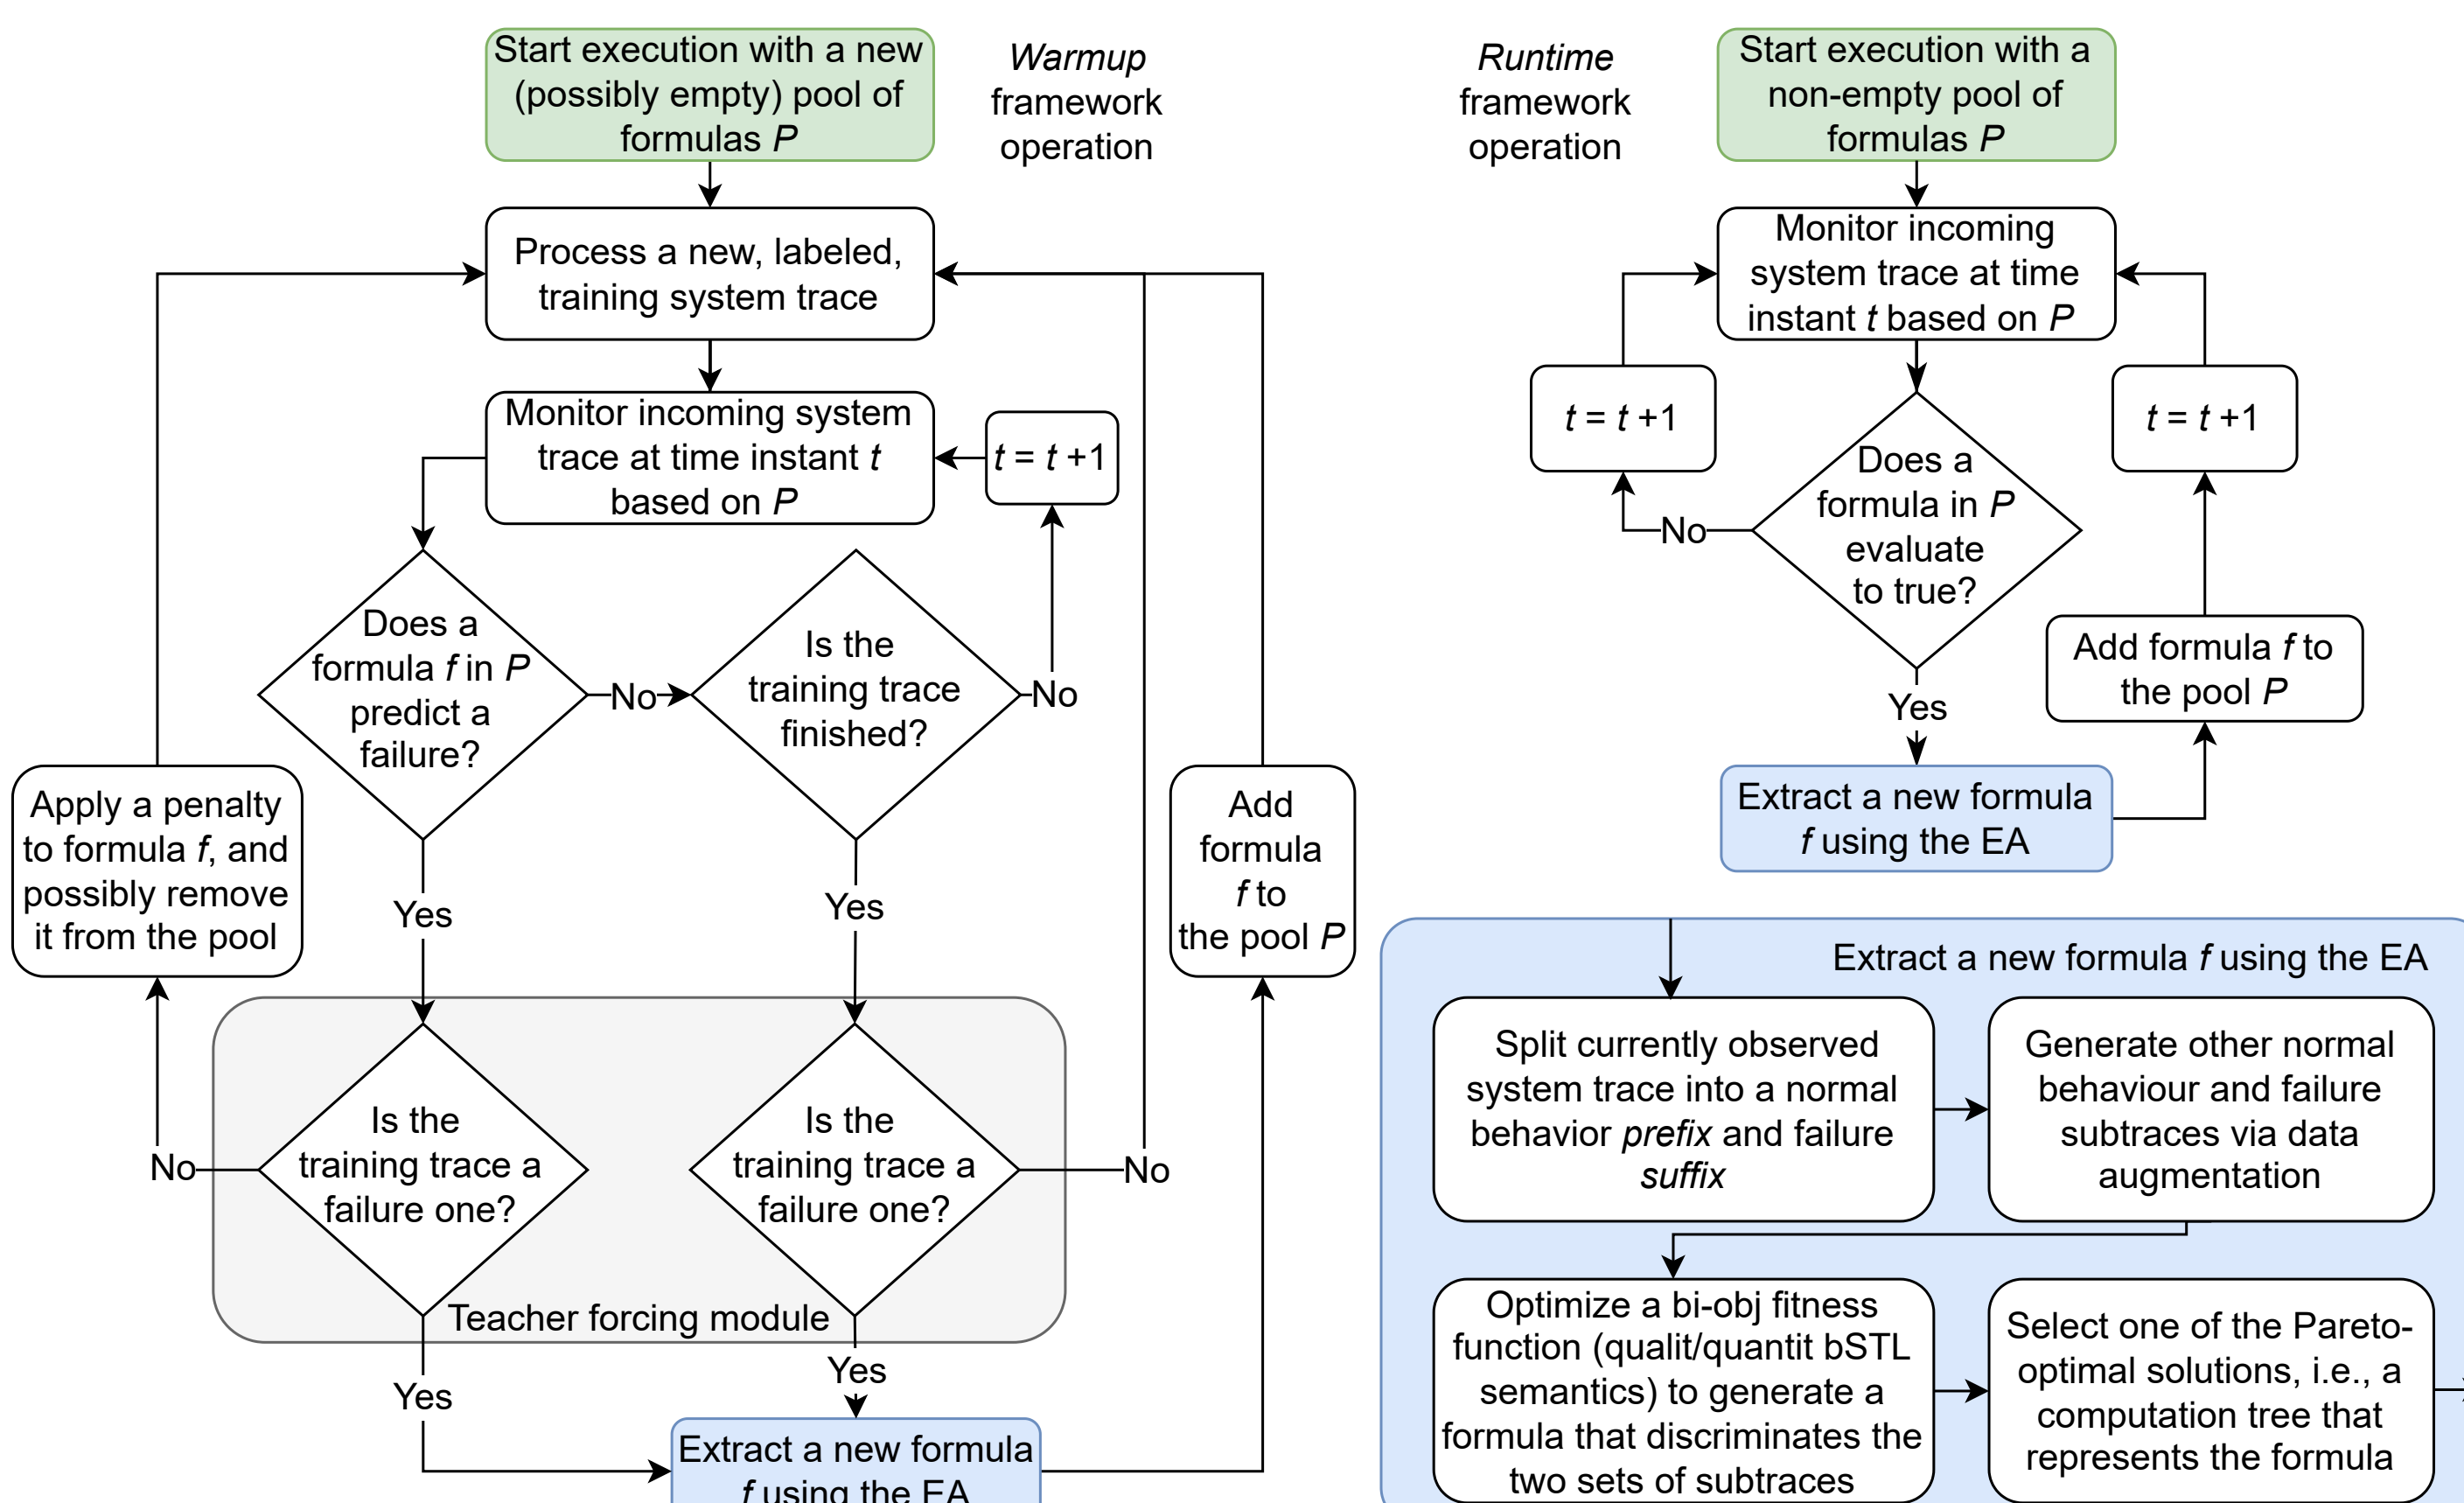 Start execution with a new
(possibly empty) pool of
formulas P
Warmup
framework
operation
Process a new, labeled,
training system trace
Monitor incoming system
trace at time instant t
based on P
t = t +1
Does a
formula f in P
predict a
failure?
No
Is the
training trace
finished?
No
Apply a penalty
to formula f, and
possibly remove
it from the pool
Yes
Yes
Add
formula
f to
the pool P
Is the
training trace a
failure one?
No
Is the
training trace a
failure one?
No
Teacher forcing module
Yes
Yes
Extract a new formula
f using the EA
Runtime
framework
operation
Start execution with a
non-empty pool of
formulas P
Monitor incoming
system trace at time
instant t based on P
t = t +1
t = t +1
Does a
formula in P
evaluate
to true?
No
Yes
Add formula f to
the pool P
Extract a new formula
f using the EA
Extract a new formula f using the EA
Split currently observed
system trace into a normal
behavior prefix and failure
suffix
Generate other normal
behaviour and failure
subtraces via data
augmentation
Optimize a bi-obj fitness
function (qualit/quantit bSTL
semantics) to generate a
formula that discriminates the
two sets of subtraces
Select one of the Pareto-
optimal solutions, i.e., a
computation tree that
represents the formula